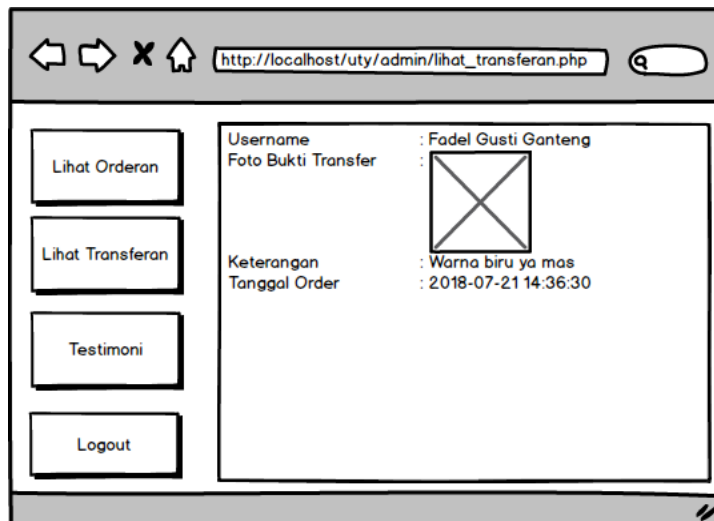 http://localhost/uty/admin/lihat_transferan.php
Lihat Orderan
Lihat Transferan
Testimoni
Logout
Username : Fadel Gusti Ganteng
Foto Bukti Transfer :
Keterangan : Warna biru ya mas
Tanggal Order : 2018-07-21 14:36:30